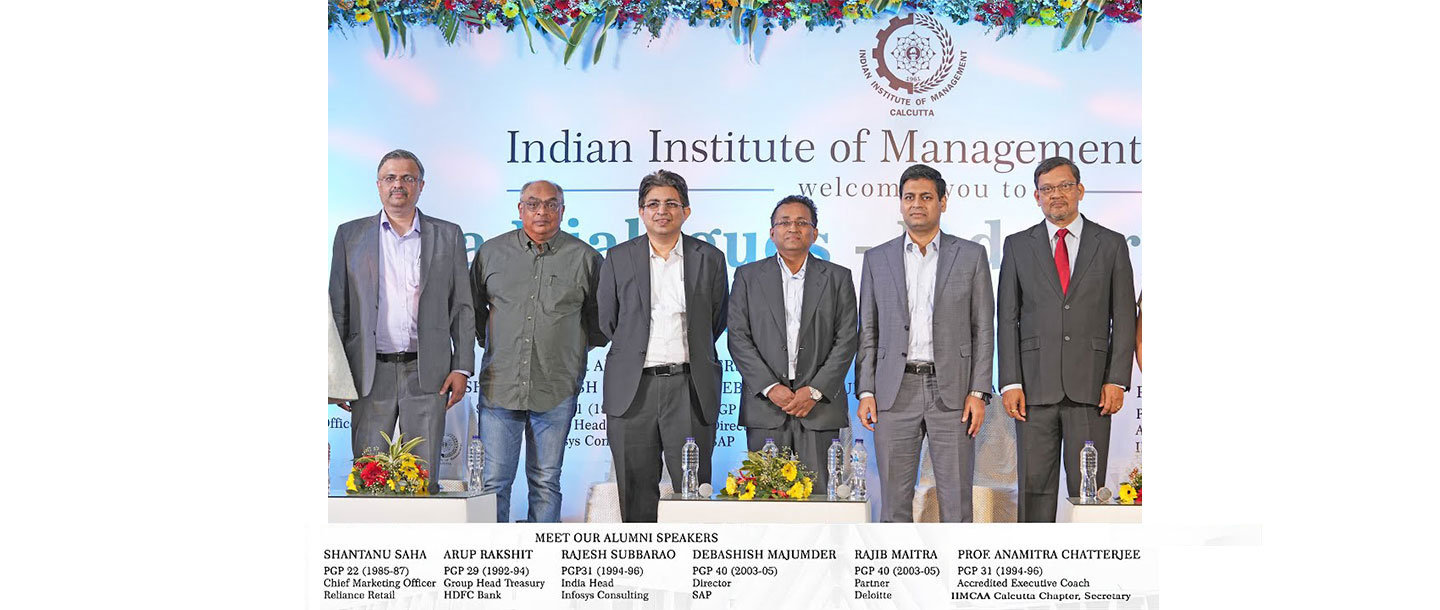 INDIAN INSTITUTE OF MANAGEMENT
1961
CALCUTTA
Indian Institute of Management
welcom you to
Head
SAP
MEET OUR ALUMNI SPEAKERS
SHANTANU SAHA
PGP 22 (1985-87)
Chief Marketing Officer
Reliance Retail
ARUP RAKSHIT
PGP 29 (1992-94)
Group Head Treasury
HDFC Bank
RAJESH SUBBARAO
PGP31 (1994-96)
India Head
Infosys Consulting
DEBASHISH MAJUMDER
PGP 40 (2003-05)
Director
SAP
RAJIB MAITRA
PGP 40 (2003-05)
Partner
Deloitte
PROF. ANAMITRA CHATTERJEE
PGP 31 (1994-96)
Accredited Executive Coach
IIMCAA Calcutta Chapter, Secretary